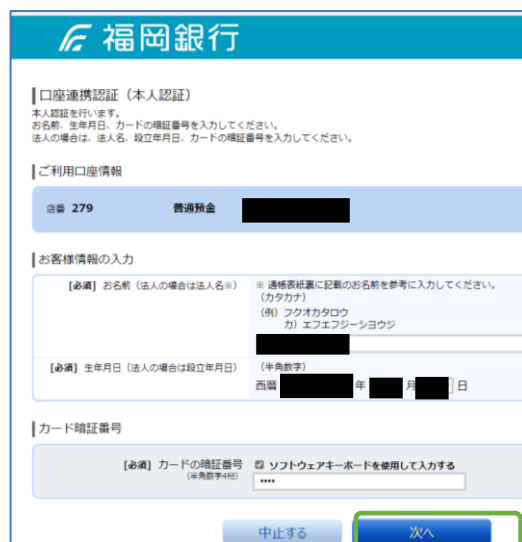 福岡銀行
口座連携認証（本人認証）
本人認証を行います。
お名前、生年月日、カードの暗証番号を入力してください。
法人の場合は、法人名、設立年月日、カードの暗証番号を入力してください。
ご利用口座情報
店番 279 普通預金
お客様情報の入力
[必須] お名前（法人の場合は法人名※） ※ 通帳表紙裏に記載のお名前を参考に入力してください。
（カタカナ）
（例） フクオカタロウ
カ）エフエフジーシヨウジ
[必須] 生年月日（法人の場合は設立年月日） （半角数字）
西暦 年 月 日
カード暗証番号
[必須] カードの暗証番号 ソフトウェアキーボードを使用して入力する
（半角数字4桁） ****
中止する 次へ